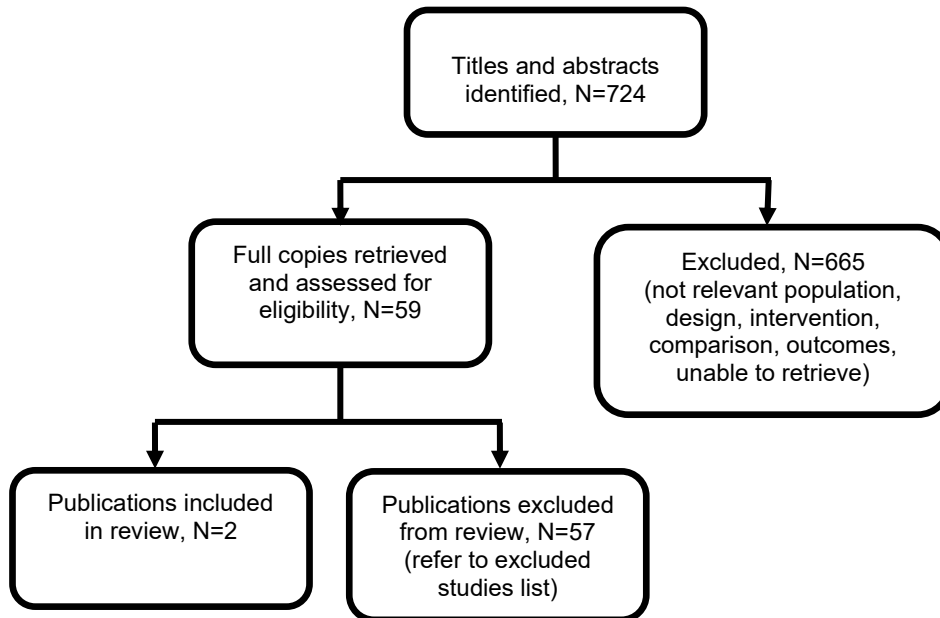 Titles and abstracts
identified, N=724
Full copies retrieved
and assessed for
eligibility, N=59
Excluded, N=665
(not relevant population,
design, intervention,
comparison, outcomes,
unable to retrieve)
Publications included
in review, N=2
Publications excluded
from review, N=57
(refer to excluded
studies list)